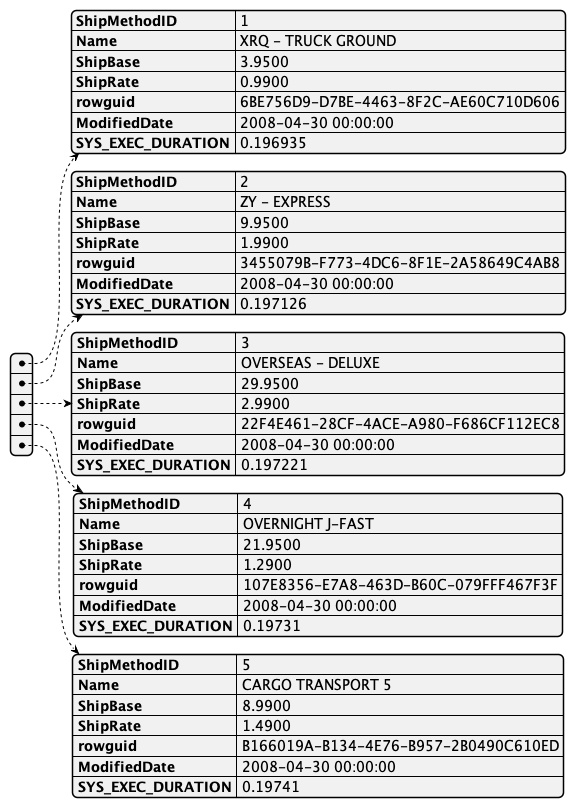 ShipMethodID 1
Name XRQ - TRUCK GROUND
ShipBase 3.9500
ShipRate 0.9900
rowguid 6BE756D9-D7BE-4463-8F2C-AE60C710D606
ModifiedDate 2008-04-30 00:00:00
SYS_EXEC_DURATION 0.196935
ShipMethodID 2
Name ZY - EXPRESS
ShipBase 9.9500
ShipRate 1.9900
rowguid 3455079B-F773-4DC6-8F1E-2A58649C4AB8
ModifiedDate 2008-04-30 00:00:00
SYS_EXEC_DURATION 0.197126
ShipMethodID 3
Name OVERSEAS - DELUXE
ShipBase 29.9500
ShipRate 2.9900
rowguid 22F4E461-28CF-4ACE-A980-F686CF112EC8
ModifiedDate 2008-04-30 00:00:00
SYS_EXEC_DURATION 0.197221
ShipMethodID 4
Name OVERNIGHT J-FAST
ShipBase 21.9500
ShipRate 1.2900
rowguid 107E8356-E7A8-463D-B60C-079FFF467F3F
ModifiedDate 2008-04-30 00:00:00
SYS_EXEC_DURATION 0.19731
ShipMethodID 5
Name CARGO TRANSPORT 5
ShipBase 8.9900
ShipRate 1.4900
rowguid B166019A-B134-4E76-B957-2B0490C610ED
ModifiedDate 2008-04-30 00:00:00
SYS_EXEC_DURATION 0.19741